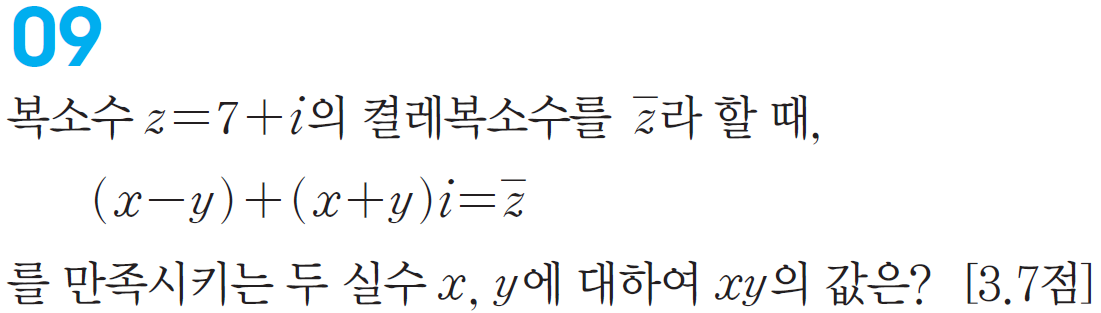 09
복소수 z=7+i의 켤레복소수를 z̅라 할 때,
(x-y)+(x+y)i=z̅
를 만족시키는 두 실수 x, y에 대하여 xy의 값은? [3.7점]